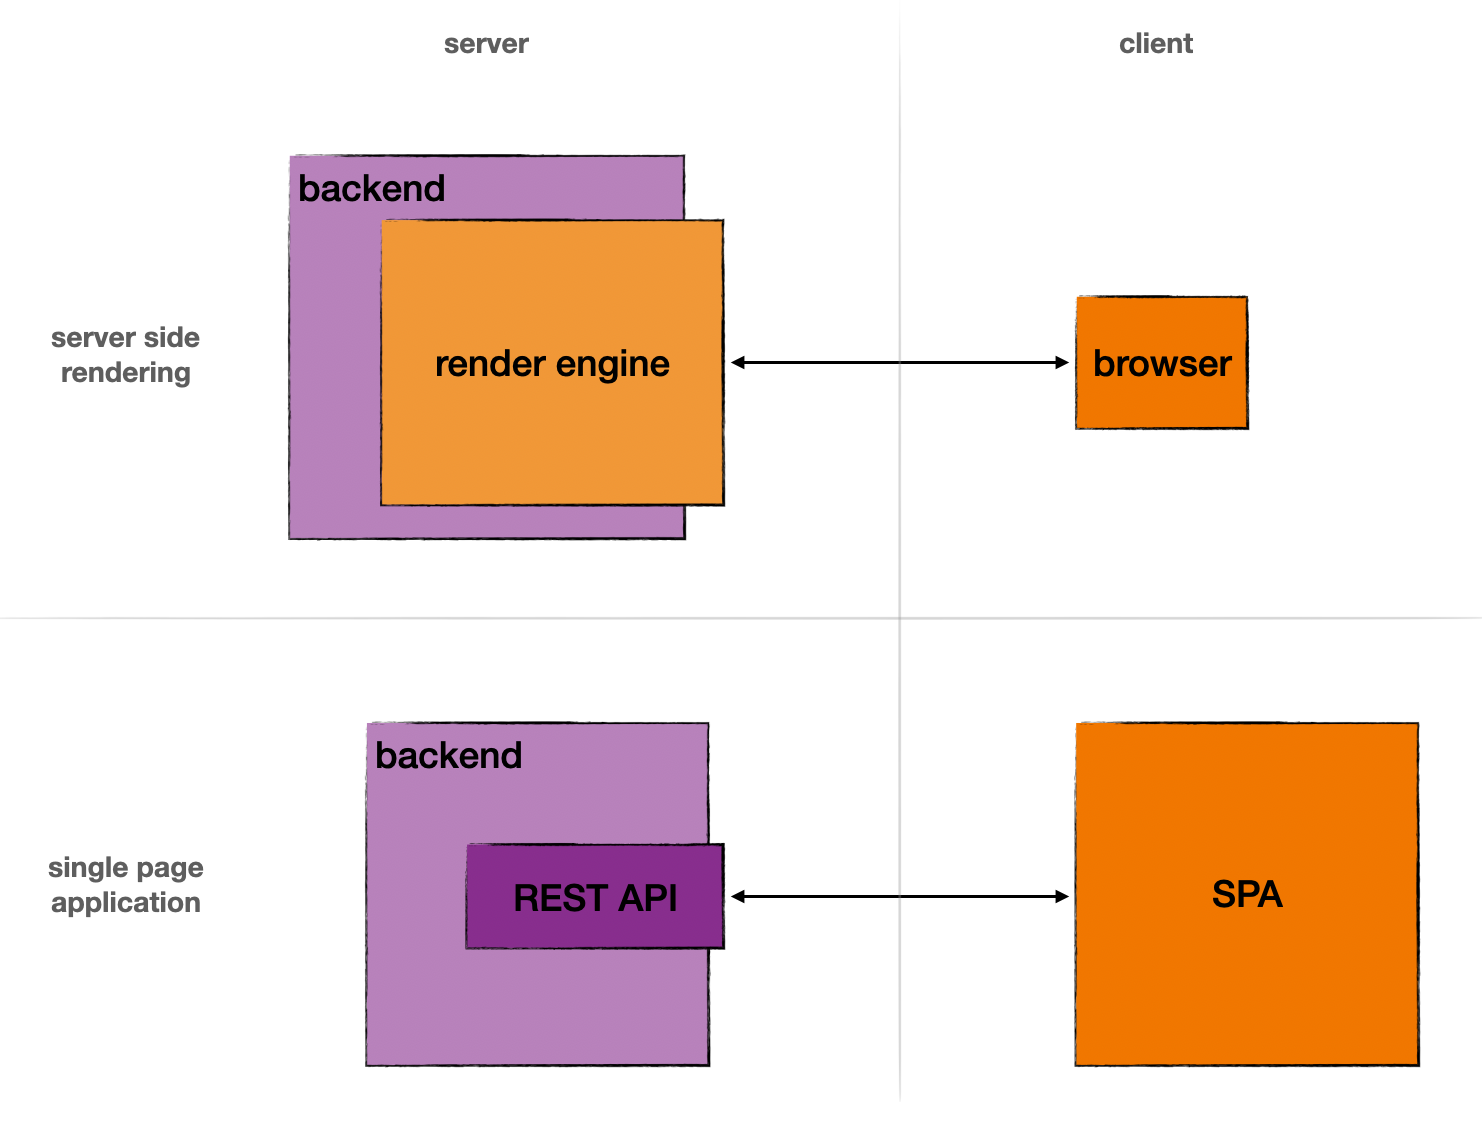 server
client
backend
server side
rendering
render engine
browser
backend
single page
application
REST API
SPA